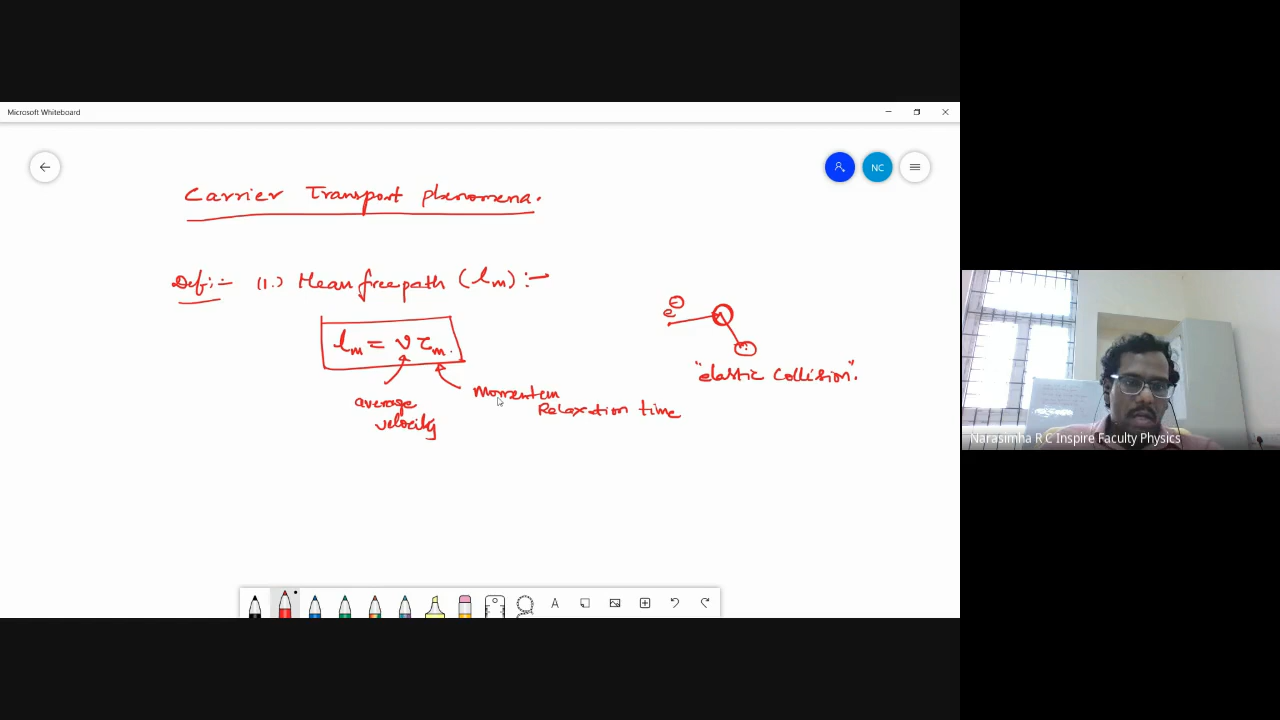 Microsoft Whiteboard
NC
Carrier Transport phenomena.
Def:- (1.) Mean free path (lm) :-
lm = υ τm.
average
velocity
Momentum
Relaxation time
e⊖
"elastic collision".
Narasimha R C Inspire Faculty Physics
A